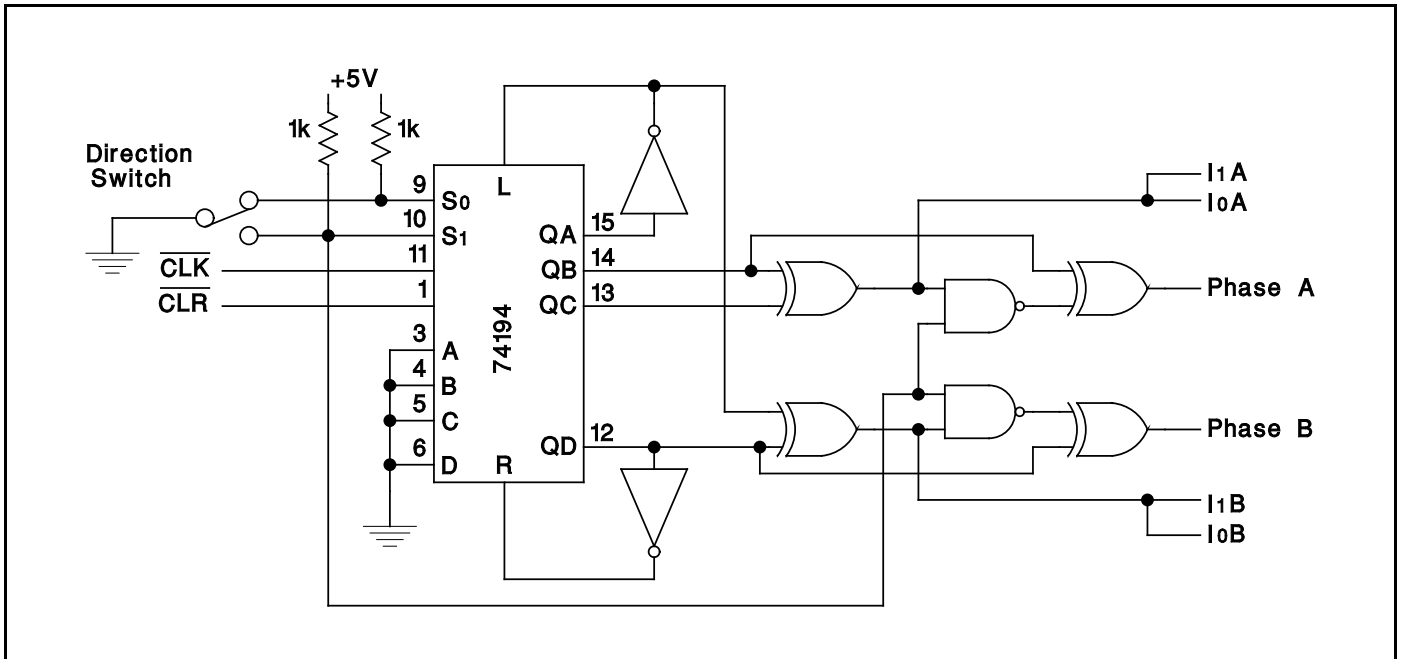 +5V
1k
1k
Direction
Switch
9
S0
L
10
S1
11
CLK
1
CLR
3
A
4
B
5
C
6
D
R
74194
QA
15
QB
14
QC
13
QD
12
I1A
I0A
Phase A
Phase B
I1B
I0B